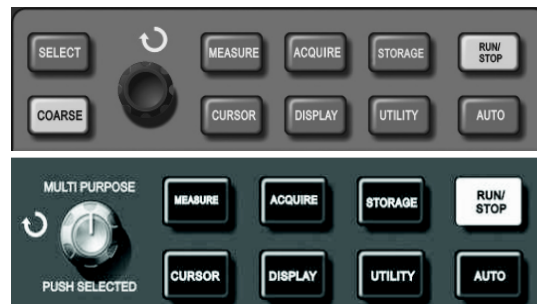 SELECT
MEASURE
ACQUIRE
STORAGE
RUN/
STOP
COARSE
CURSOR
DISPLAY
UTILITY
AUTO
MULTI PURPOSE
MEASURE
ACQUIRE
STORAGE
RUN/
STOP
PUSH SELECTED
CURSOR
DISPLAY
UTILITY
AUTO